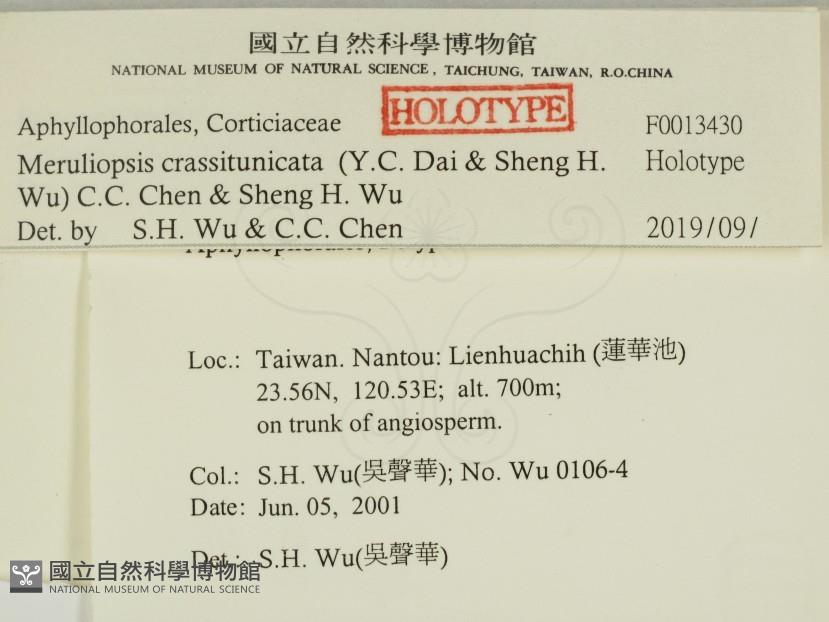 國立自然科學博物館
NATIONAL MUSEUM OF NATURAL SCIENCE, TAICHUNG, TAIWAN, R.O.CHINA
HOLOTYPE
Aphyllophorales, Corticiaceae F0013430
Meruliopsis crassitunicata (Y.C. Dai & Sheng H. Holotype
Wu) C.C. Chen & Sheng H. Wu
Det. by S.H. Wu & C.C. Chen 2019/09/
Loc.: Taiwan. Nantou: Lienhuachih (蓮華池)
23.56N, 120.53E; alt. 700m;
on trunk of angiosperm.
Col.: S.H. Wu(吳聲華); No. Wu 0106-4
Date: Jun. 05, 2001
Det.: S.H. Wu(吳聲華)
國立自然科學博物館
NATIONAL MUSEUM OF NATURAL SCIENCE